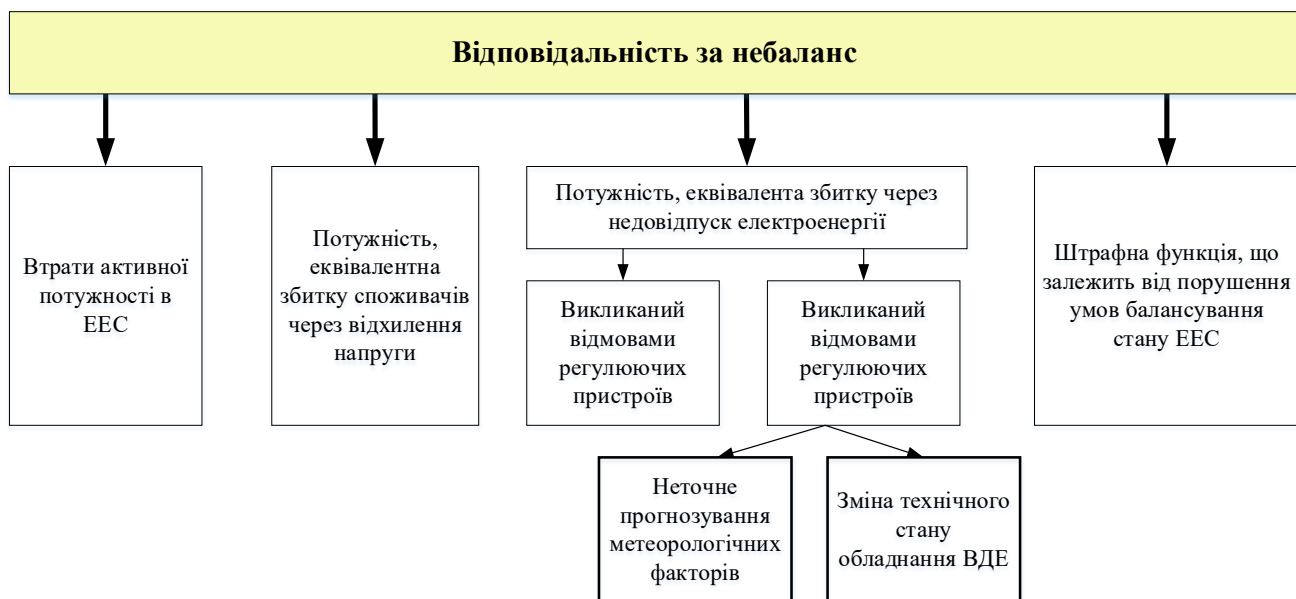 Відповідальність за небаланс
Втрати активної
потужності в
ЕЕС
Потужність,
еквівалентна
збитку споживачів
через відхилення
напруги
Потужність, еквівалента збитку через
недовідпуск електроенергії
Викликаний
відмовами
регулюючих
пристроїв
Викликаний
відмовами
регулюючих
пристроїв
Неточне
прогнозування
метеорологічних
факторів
Зміна технічного
стану
обладнання ВДЕ
Штрафна функція, що
залежить від порушення
умов балансування
стану ЕЕС